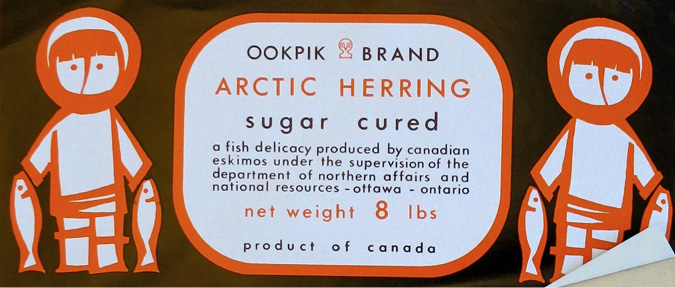 OOKPIK BRAND
ARCTIC HERRING
sugar cured
a fish delicacy produced by canadian
eskimos under the supervision of the
department of northern affairs and
national resources - ottawa - ontario
net weight 8 lbs
product of canada